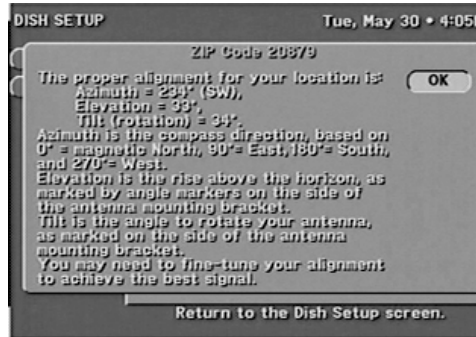 DISH SETUP
Tue, May 30 • 4:05
ZIP Code 20879
The proper alignment for your location is:
OK
Azimuth = 234° (SW),
Elevation = 33°,
Tilt (rotation) = 34°.
Azimuth is the compass direction, based on
0° = magnetic North, 90°= East, 180°= South,
and 270°= West.
Elevation is the rise above the horizon, as
marked by angle markers on the side of
the antenna mounting bracket.
Tilt is the angle to rotate your antenna,
as marked on the side of the antenna
mounting bracket.
You may need to fine-tune your alignment
to achieve the best signal.
Return to the Dish Setup screen.